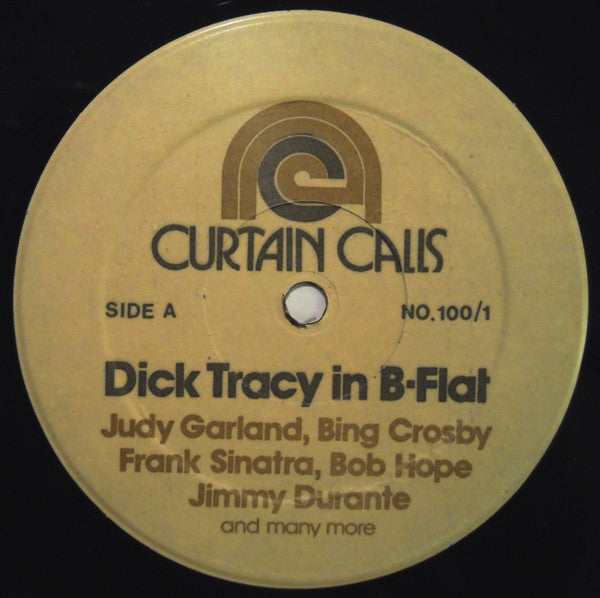 CURTAIN CALLS
SIDE A
NO. 100/1
Dick Tracy in B-Flat
Judy Garland, Bing Crosby
Frank Sinatra, Bob Hope
Jimmy Durante
and many more